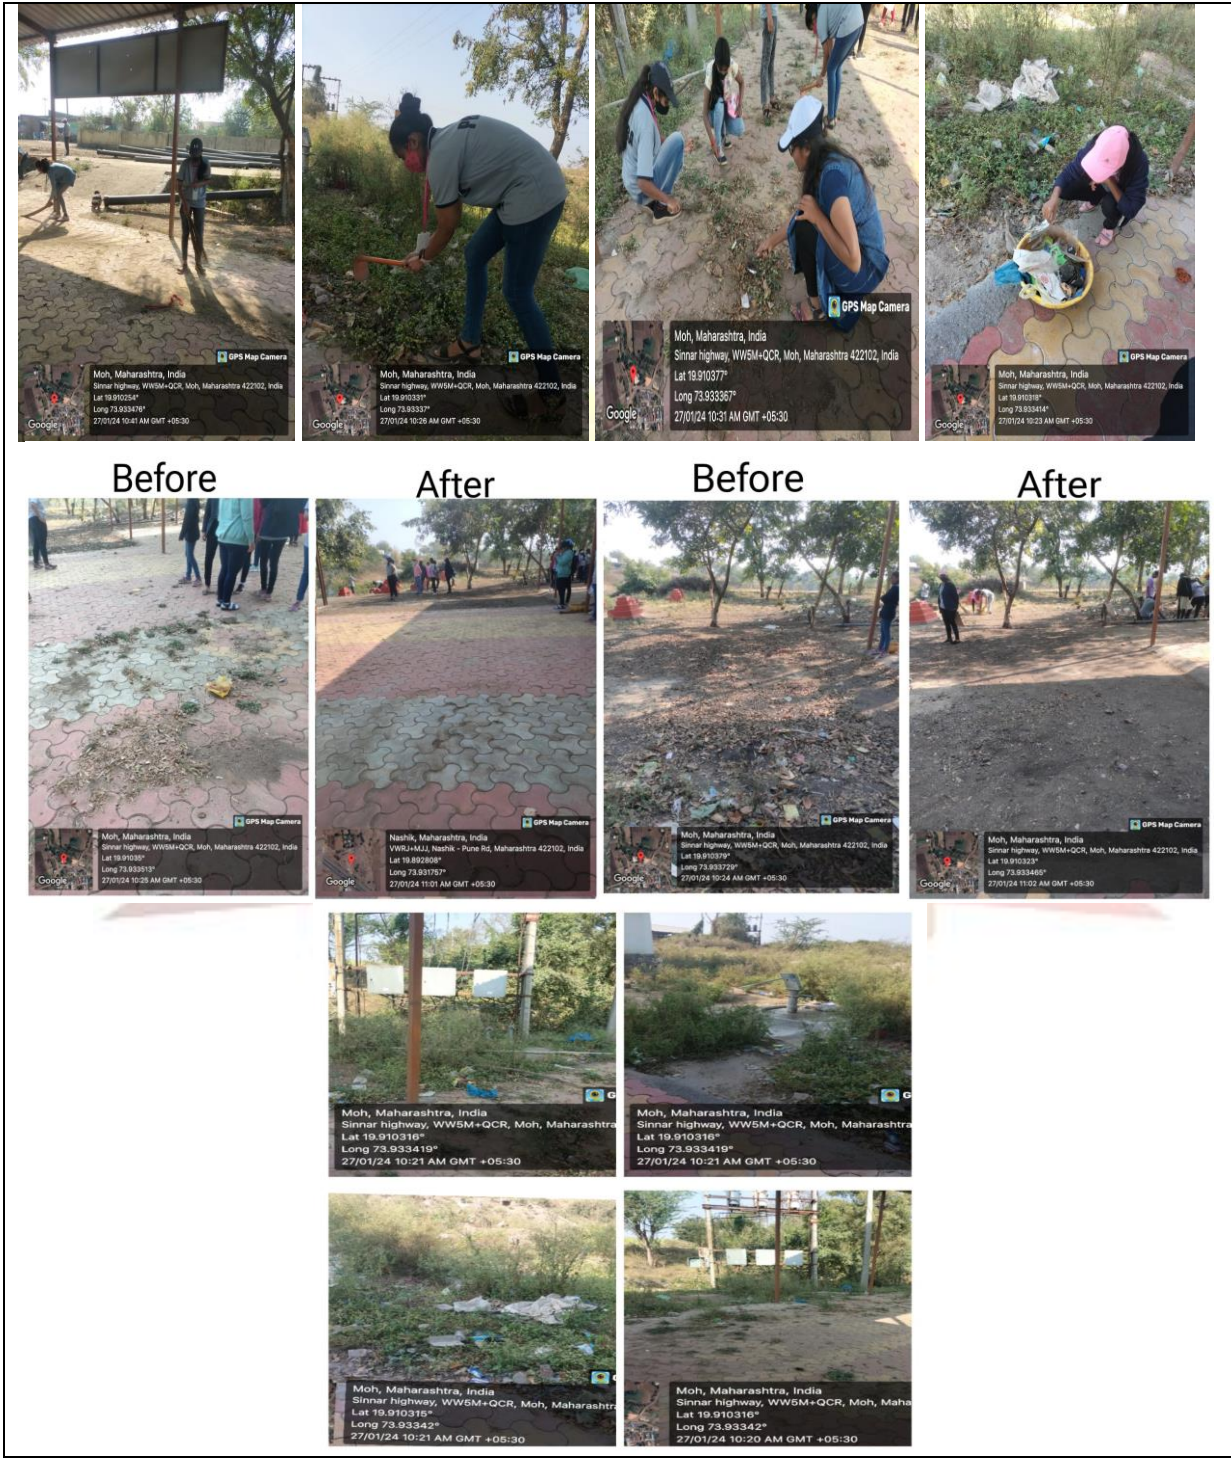 GPS Map Camera
Moh, Maharashtra, India
Sinnar highway, WW5M+QCR, Moh, Maharashtra 422102, India
Lat 19.910254°
Long 73.933476°
27/01/24 10:41 AM GMT +05:30
Google
GPS Map Camera
Moh, Maharashtra, India
Sinnar highway, WW5M+QCR, Moh, Maharashtra 422102, India
Lat 19.910331°
Long 73.93337°
27/01/24 10:26 AM GMT +05:30
Google
GPS Map Camera
Moh, Maharashtra, India
Sinnar highway, WW5M+QCR, Moh, Maharashtra 422102, India
Lat 19.910377°
Long 73.933367°
27/01/24 10:31 AM GMT +05:30
Google
GPS Map Camera
Moh, Maharashtra, India
Sinnar highway, WW5M+QCR, Moh, Maharashtra 422102, India
Lat 19.910318°
Long 73.933414°
27/01/24 10:23 AM GMT +05:30
Google
Before
After
Before
After
GPS Map Camera
Moh, Maharashtra, India
Sinnar highway, WW5M+QCR, Moh, Maharashtra 422102, India
Lat 19.91035°
Long 73.933513°
27/01/24 10:25 AM GMT +05:30
Google
GPS Map Camera
Nashik, Maharashtra, India
VWRJ+MJJ, Nashik - Pune Rd, Maharashtra 422102, India
Lat 19.892808°
Long 73.931757°
27/01/24 11:01 AM GMT +05:30
Google
GPS Map Camera
Moh, Maharashtra, India
Sinnar highway, WW5M+QCR, Moh, Maharashtra 422102, India
Lat 19.910379°
Long 73.933729°
27/01/24 10:24 AM GMT +05:30
Google
GPS Map Camera
Moh, Maharashtra, India
Sinnar highway, WW5M+QCR, Moh, Maharashtra 422102, India
Lat 19.910323°
Long 73.933465°
27/01/24 11:02 AM GMT +05:30
Google
G
Moh, Maharashtra, India
Sinnar highway, WW5M+QCR, Moh, Maharashtra
Lat 19.910316°
Long 73.933419°
27/01/24 10:21 AM GMT +05:30
G
Moh, Maharashtra, India
Sinnar highway, WW5M+QCR, Moh, Maharashtra
Lat 19.910316°
Long 73.933419°
27/01/24 10:21 AM GMT +05:30
Moh, Maharashtra, India
Sinnar highway, WW5M+QCR, Moh, Maharashtra
Lat 19.910315°
Long 73.93342°
27/01/24 10:21 AM GMT +05:30
Moh, Maharashtra, India
Sinnar highway, WW5M+QCR, Moh, Maha
Lat 19.910316°
Long 73.93342°
27/01/24 10:20 AM GMT +05:30